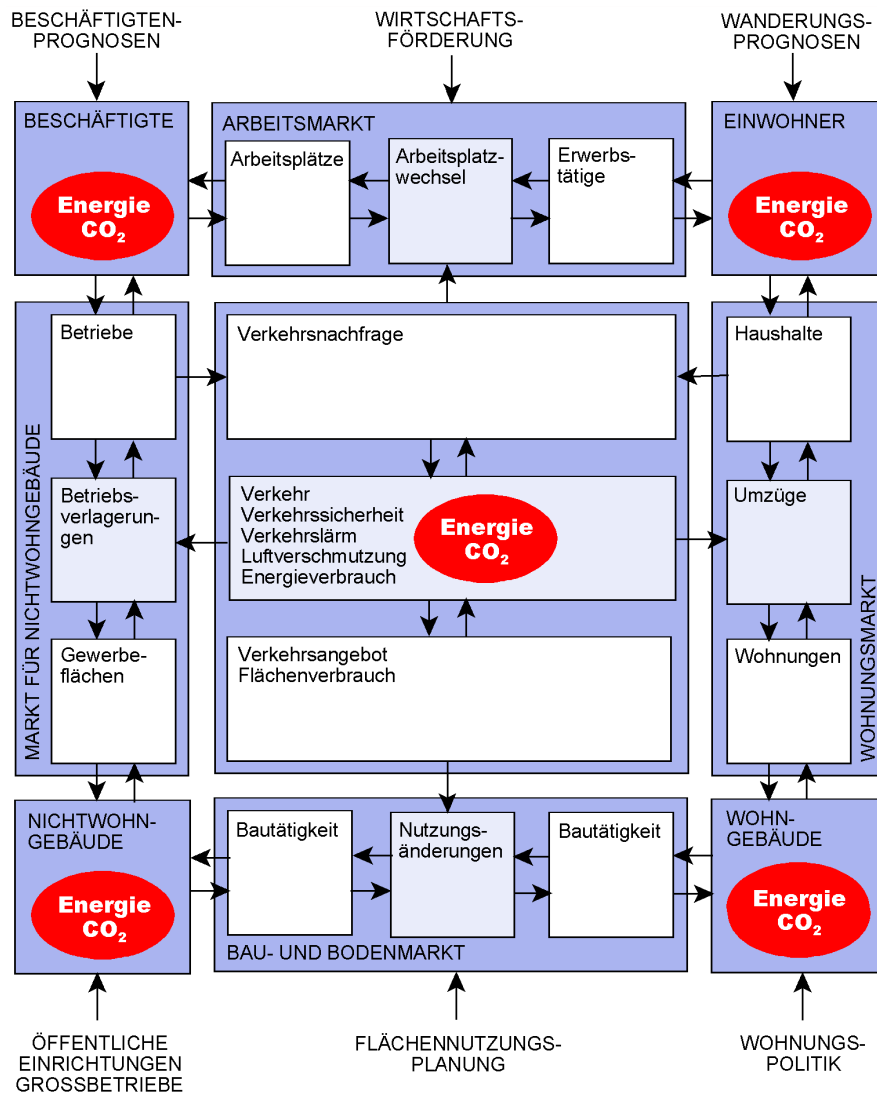 BESCHÄFTIGTEN-
PROGNOSEN
WIRTSCHAFTS-
FÖRDERUNG
WANDERUNGS-
PROGNOSEN
BESCHÄFTIGTE
Energie
CO₂
ARBEITSMARKT
Arbeitsplätze
Arbeitsplatz-
wechsel
Erwerbs-
tätige
EINWOHNER
Energie
CO₂
MARKT FÜR NICHTWOHNGEBÄUDE
Betriebe
Betriebs-
verlagerun-
gen
Gewerbe-
flächen
Verkehrsnachfrage
Verkehr
Verkehrssicherheit
Verkehrslärm
Luftverschmutzung
Energieverbrauch
Energie
CO₂
Verkehrsangebot
Flächenverbrauch
Haushalte
Umzüge
Wohnungen
WOHNUNGSMARKT
NICHTWOHN-
GEBÄUDE
Energie
CO₂
Bautätigkeit
Nutzungs-
änderungen
Bautätigkeit
BAU- UND BODENMARKT
WOHN-
GEBÄUDE
Energie
CO₂
ÖFFENTLICHE
EINRICHTUNGEN
GROSSBETRIEBE
FLÄCHENNUTZUNGS-
PLANUNG
WOHNUNGS-
POLITIK